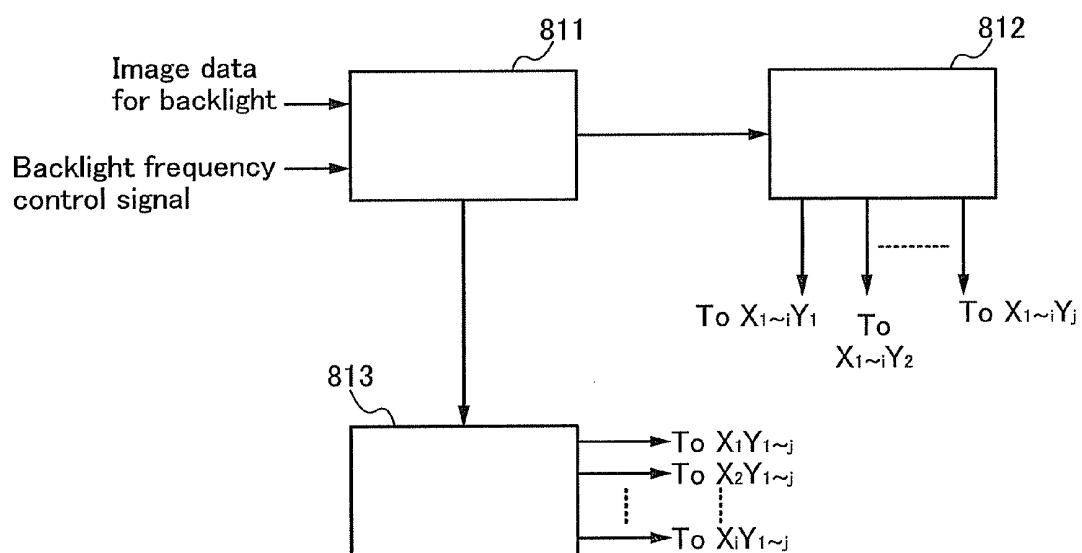 811
812
Image data
for backlight
Backlight frequency
control signal
To X1~iY1
To
X1~iY2
To X1~iYj
813
To X1Y1~j
To X2Y1~j
To XiY1~j